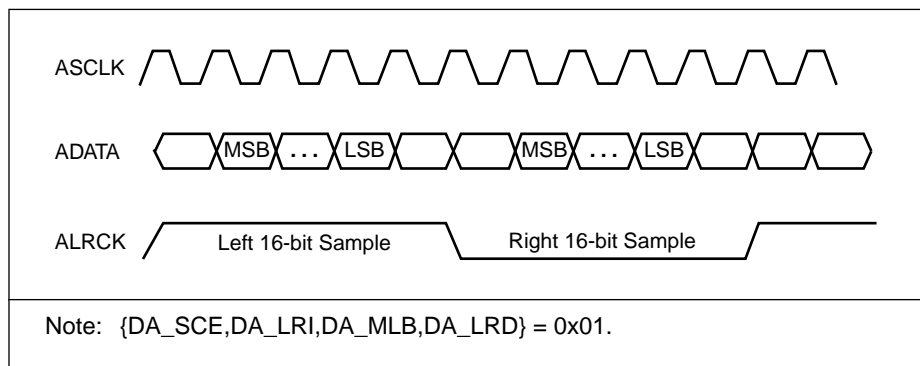 ASCLK
ADATA MSB . . . LSB MSB . . . LSB
ALRCK Left 16-bit Sample Right 16-bit Sample
Note: {DA_SCE,DA_LRI,DA_MLB,DA_LRD} = 0x01.